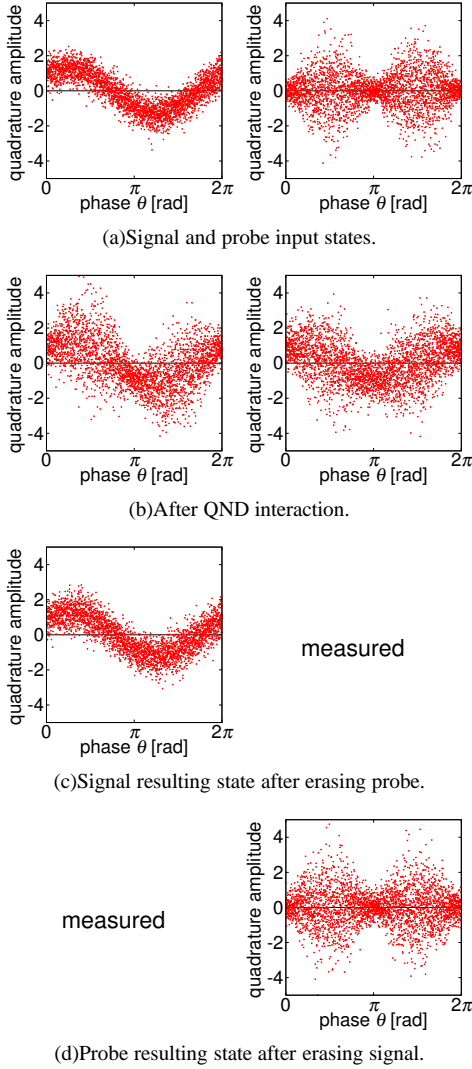 quadrature amplitude
4
2
0
-2
-4
0 π 2π
phase θ [rad]
4
2
0
-2
-4
0 π 2π
phase θ [rad]
(a)Signal and probe input states.
quadrature amplitude
4
2
0
-2
-4
0 π 2π
phase θ [rad]
quadrature amplitude
4
2
0
-2
-4
0 π 2π
phase θ [rad]
(b)After QND interaction.
quadrature amplitude
4
2
0
-2
-4
0 π 2π
phase θ [rad]
measured
(c)Signal resulting state after erasing probe.
measured
quadrature amplitude
4
2
0
-2
-4
0 π 2π
phase θ [rad]
(d)Probe resulting state after erasing signal.